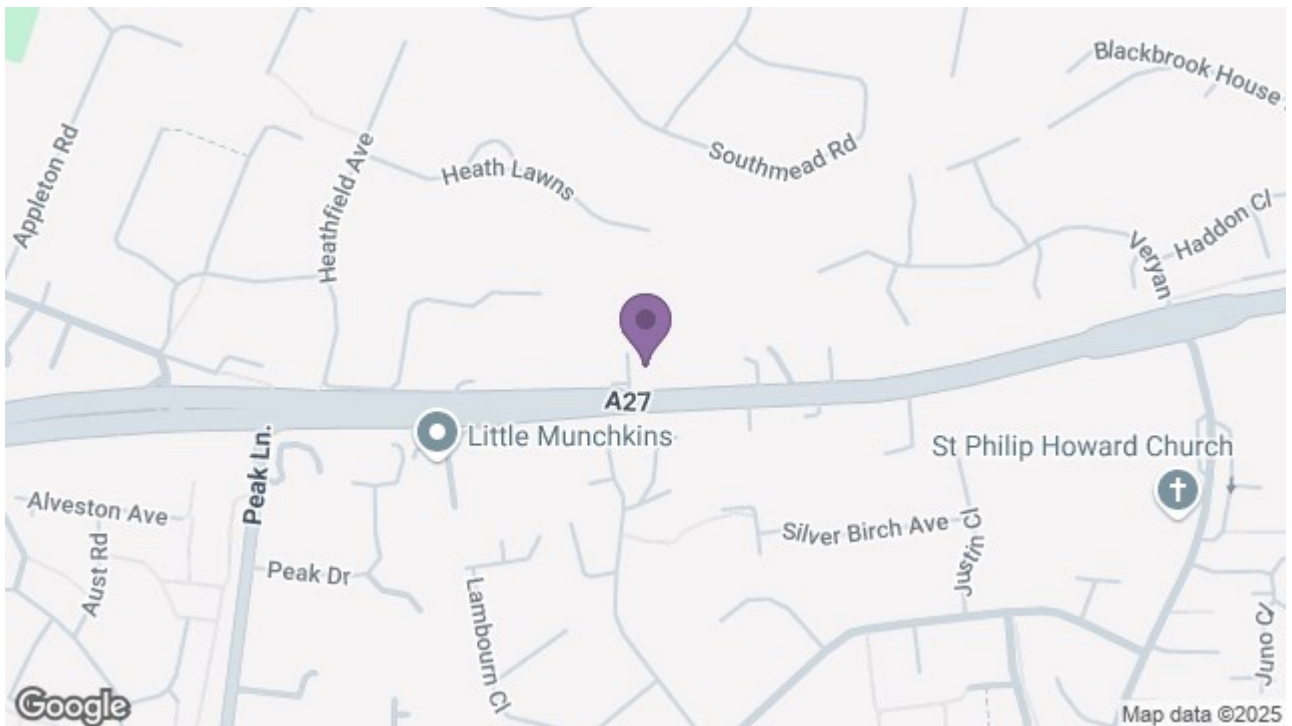 Blackbrook House
Appleton Rd
Heathfield Ave
Heath Lawns
Southmead Rd
Veryan
Haddon Cl
A27
Little Munchkins
Peak Ln.
St Philip Howard Church
Alveston Ave
Aust Rd
Peak Dr
Silver Birch Ave
Justin Cl
Lambourn Cl
Juno Cl
Google
Map data ©2025